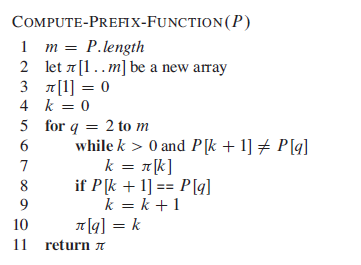 COMPUTE-PREFIX-FUNCTION(P)
1 m = P.length
2 let π[1..m] be a new array
3 π[1] = 0
4 k = 0
5 for q = 2 to m
6 while k > 0 and P[k + 1] ≠ P[q]
7 k = π[k]
8 if P[k + 1] == P[q]
9 k = k + 1
10 π[q] = k
11 return π